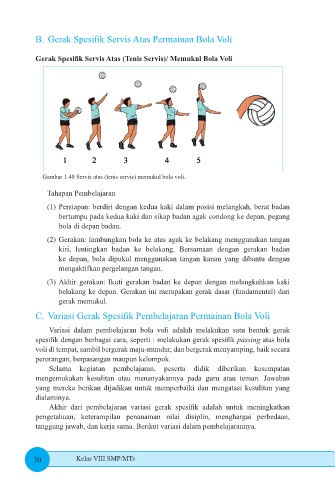 B. Gerak Spesifik Servis Atas Permainan Bola Voli
Gerak Spesifik Servis Atas (Tenis Servis)/ Memukul Bola Voli
1 2 3 4 5
Gambar 1.40 Servis atas (tenis servis) memukul bola voli.
Tahapan Pembelajaran
(1) Persiapan: berdiri dengan kedua kaki dalam posisi melangkah, berat badan
bertumpu pada kedua kaki dan sikap badan agak condong ke depan, pegang
bola di depan badan.
(2) Gerakan: lambungkan bola ke atas agak ke belakang menggunakan tangan
kiri, lentingkan badan ke belakang. Bersamaan dengan gerakan badan
ke depan, bola dipukul menggunakan tangan kanan yang dibantu dengan
mengaktifkan pergelangan tangan.
(3) Akhir gerakan: Ikuti gerakan badan ke depan dengan melangkahkan kaki
belakang ke depan. Gerakan ini merupakan gerak dasar (fundamental) dari
gerak memukul.
C. Variasi Gerak Spesifik Pembelajaran Permainan Bola Voli
Variasi dalam pembelajaran bola voli adalah melakukan satu bentuk gerak
spesifik dengan berbagai cara, seperti : melakukan gerak spesifik passing atas bola
voli di tempat, sambil bergerak maju-mundur, dan bergerak menyamping, baik secara
perorangan, berpasangan maupun kelompok.
Selama kegiatan pembelajaran, peserta didik diberikan kesempatan
mengemukakan kesulitan atau menanyakannya pada guru atau teman. Jawaban
yang mereka berikan dijadikan untuk memperbaiki dan mengatasi kesulitan yang
dialaminya.
Akhir dari pembelajaran variasi gerak spesifik adalah untuk meningkatkan
pengetahuan, keterampilan penanaman nilai disiplin, menghargai perbedaan,
tanggung jawab, dan kerja sama. Berikut variasi dalam pembelajarannya.
30 Kelas VIII SMP/MTs